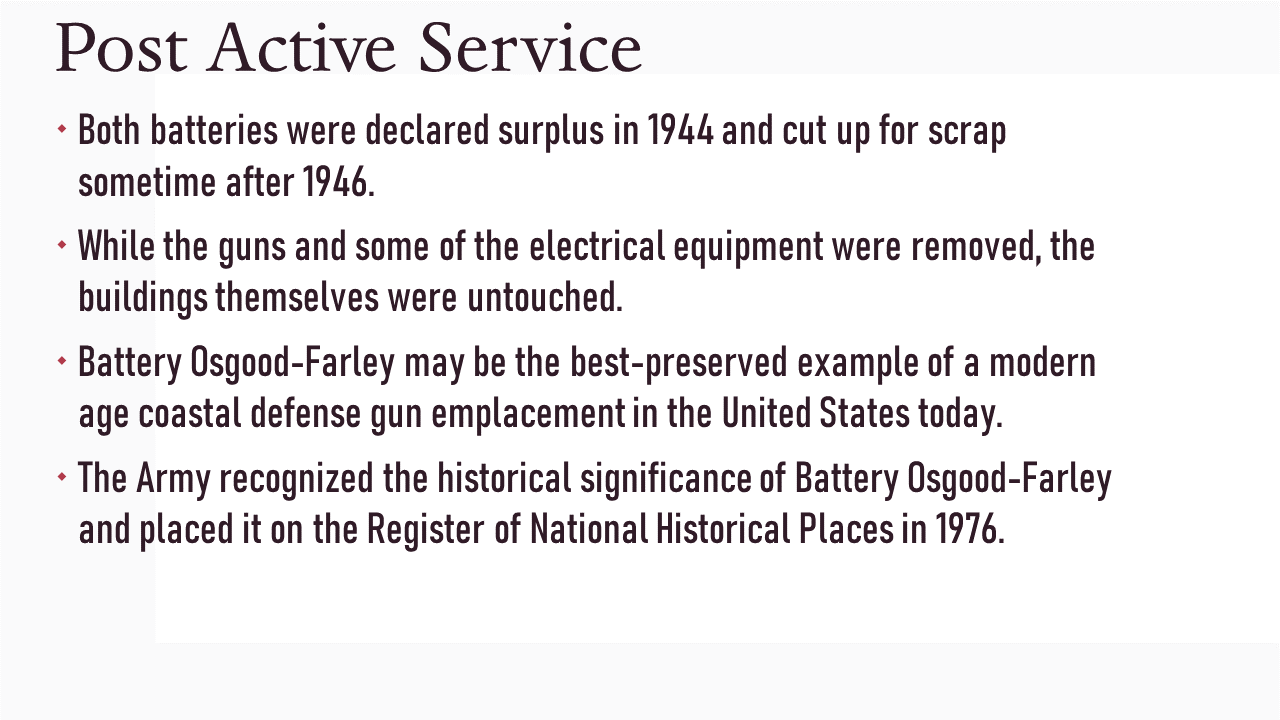 Post Active Service
Both batteries were declared surplus in 1944 and cut up for scrap
sometime after 1946.
While the guns and some of the electrical equipment were removed, the
buildings themselves were untouched.
Battery Osgood-Farley may be the best-preserved example of a modern
age coastal defense gun emplacement in the United States today.
The Army recognized the historical significance of Battery Osgood-Farley
and placed it on the Register of National Historical Places in 1976.